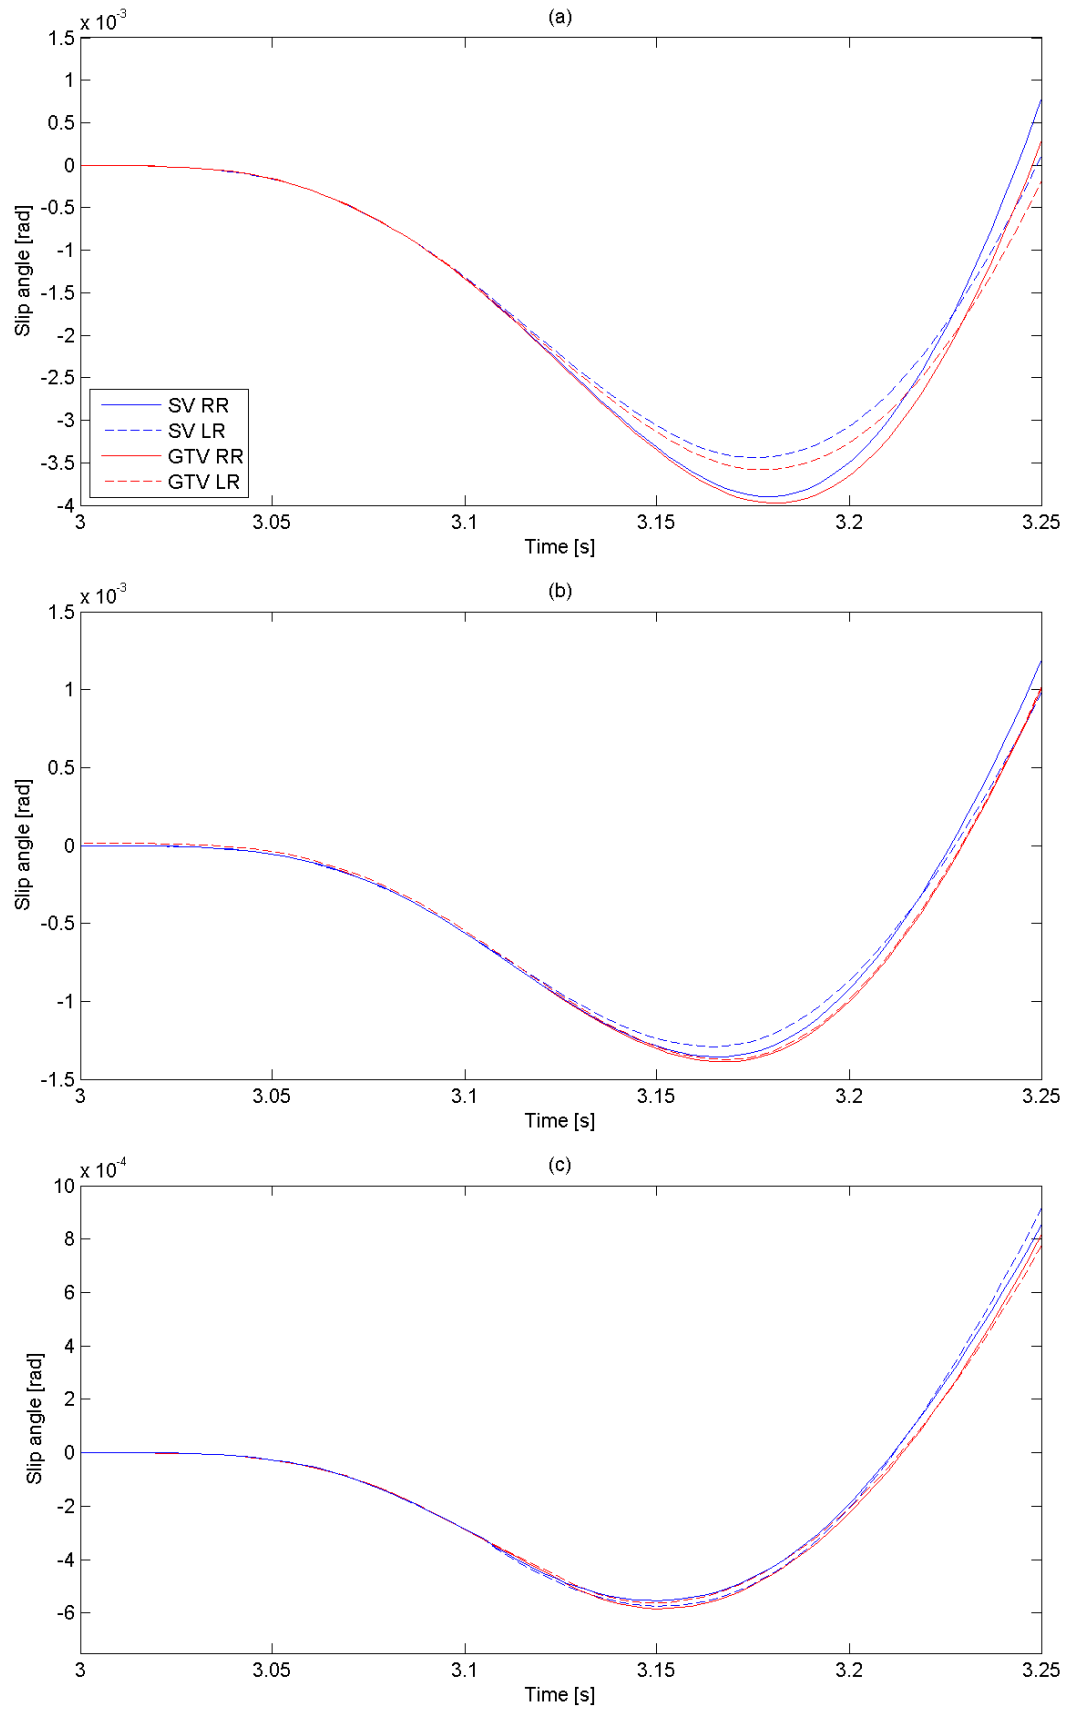 (a)
x 10-3
1.5
1
0.5
0
-0.5
-1
-1.5
-2
-2.5
-3
-3.5
-4
Slip angle [rad]
SV RR
SV LR
GTV RR
GTV LR
3 3.05 3.1 3.15 3.2 3.25
Time [s]
(b)
x 10-3
1.5
1
0.5
0
-0.5
-1
-1.5
Slip angle [rad]
3 3.05 3.1 3.15 3.2 3.25
Time [s]
(c)
x 10-4
10
8
6
4
2
0
-2
-4
-6
Slip angle [rad]
3 3.05 3.1 3.15 3.2 3.25
Time [s]